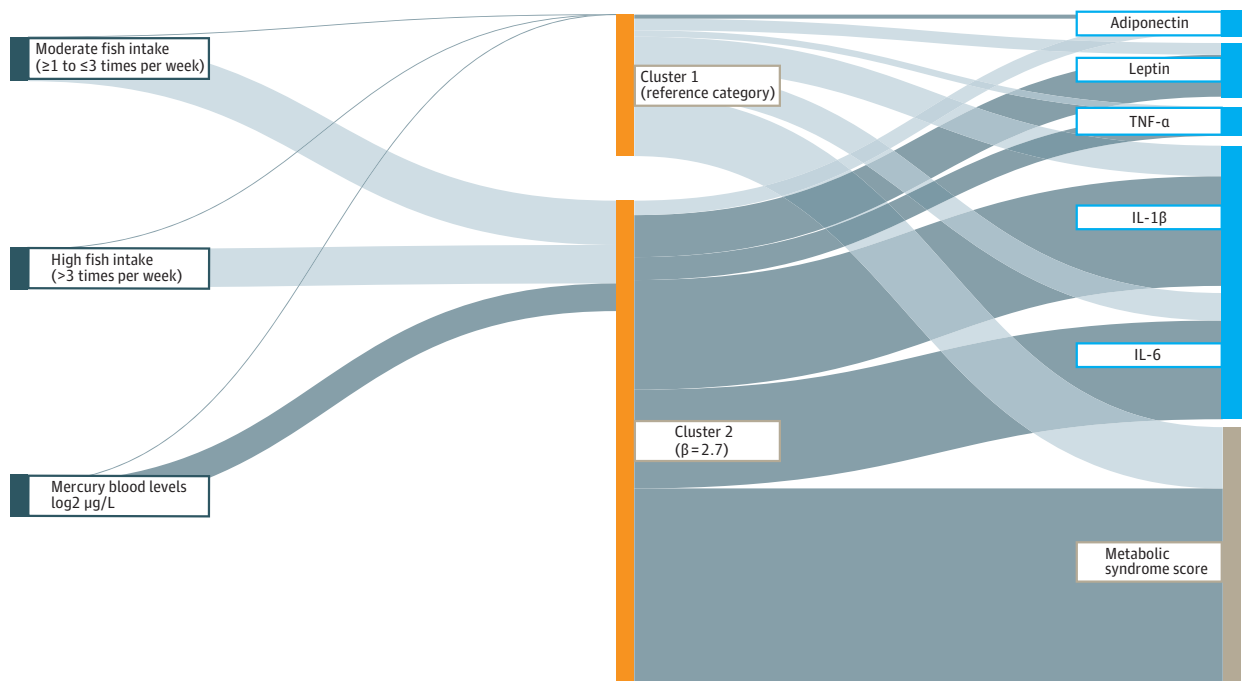 Moderate fish intake
(≥1 to ≤3 times per week)
High fish intake
(>3 times per week)
Mercury blood levels
log2 µg/L
Cluster 1
(reference category)
Cluster 2
(β=2.7)
Adiponectin
Leptin
TNF-α
IL-1β
IL-6
Metabolic
syndrome score